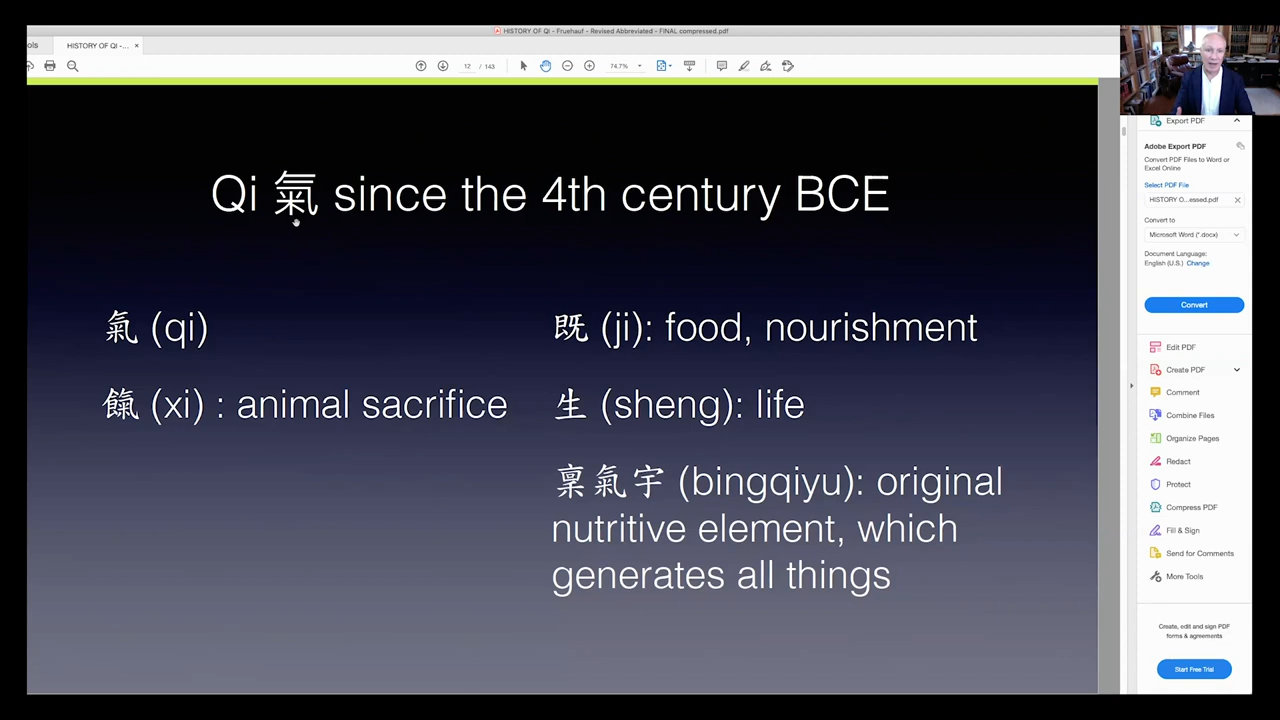 HISTORY OF QI - Fruehauf - Revised Abbreviated - FINAL compressed.pdf
ols
HISTORY OF QI -... ×
12 / 143
74.7%
Qi 氣 since the 4th century BCE
氣 (qi)
餼 (xi) : animal sacrifice
既 (ji): food, nourishment
生 (sheng): life
稟氣宇 (bingqiyu): original
nutritive element, which
generates all things
Export PDF
Adobe Export PDF
Convert PDF Files to Word or
Excel Online
Select PDF File
HISTORY O...essed.pdf
Convert to
Microsoft Word (*.docx)
Document Language:
English (U.S.) Change
Convert
Edit PDF
Create PDF
Comment
Combine Files
Organize Pages
Redact
Protect
Compress PDF
Fill & Sign
Send for Comments
More Tools
Create, edit and sign PDF
forms & agreements
Start Free Trial